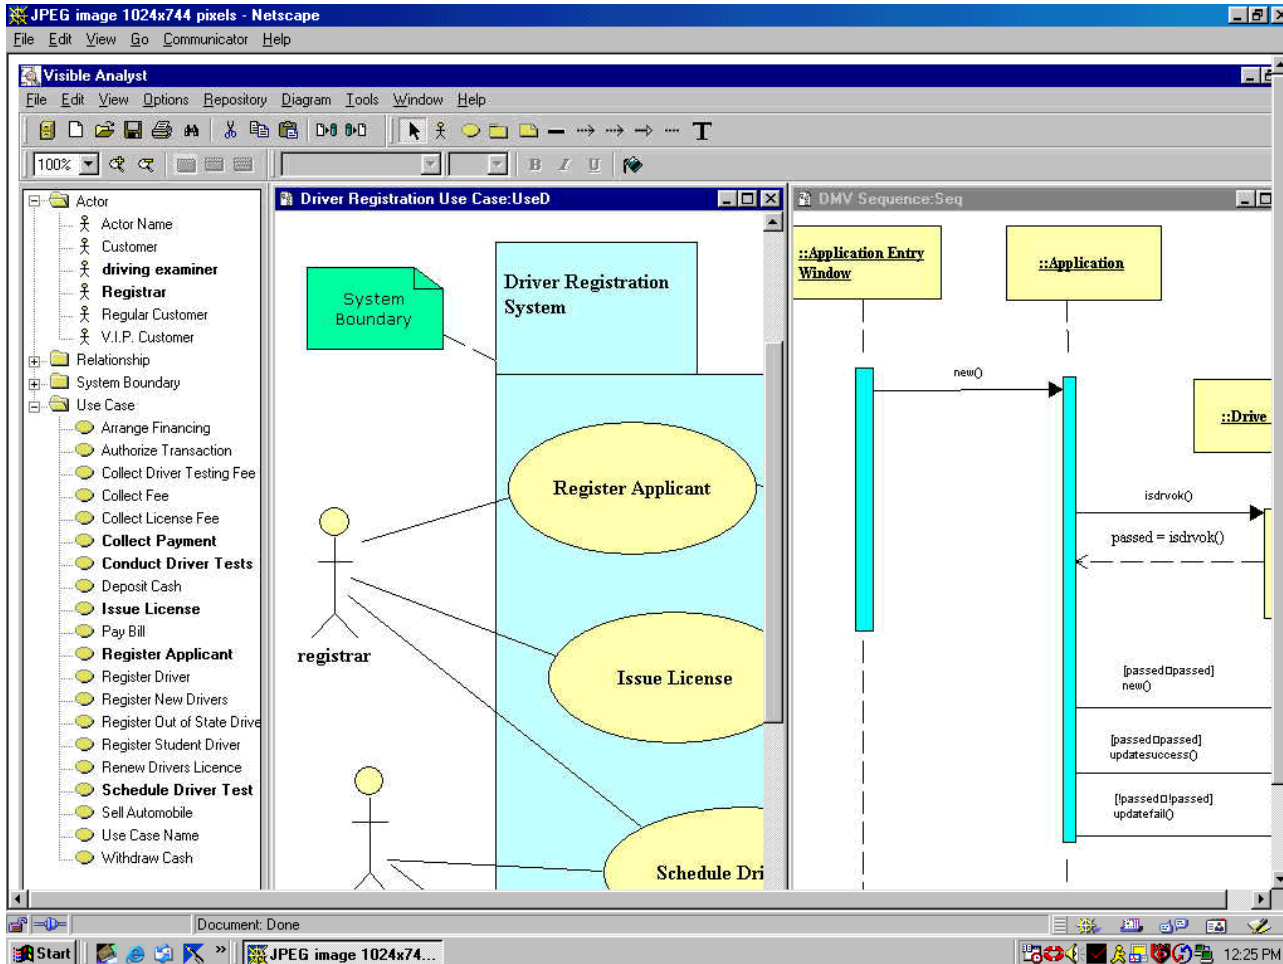 JPEG image 1024x744 pixels - Netscape
File Edit View Go Communicator Help
Visible Analyst
File Edit View Options Repository Diagram Tools Window Help
T
100%
B I U
Actor
Actor Name
Customer
driving examiner
Registrar
Regular Customer
V.I.P. Customer
Relationship
System Boundary
Use Case
Arrange Financing
Authorize Transaction
Collect Driver Testing Fee
Collect Fee
Collect License Fee
Collect Payment
Conduct Driver Tests
Deposit Cash
Issue License
Pay Bill
Register Applicant
Register Driver
Register New Drivers
Register Out of State Drive
Register Student Driver
Renew Drivers Licence
Schedule Driver Test
Sell Automobile
Use Case Name
Withdraw Cash
Driver Registration Use Case:UseD
System
Boundary
Driver Registration
System
Register Applicant
registrar
Issue License
Schedule Dri
DMV Sequence:Seq
::Application Entry
Window
::Application
new()
::Drive
isdrvok()
passed = isdrvok()
[passed□passed]
new()
[passed□passed]
updatesuccess()
[!passed□!passed]
updatefail()
Document: Done
Start
»
JPEG image 1024x74...
12:25 PM